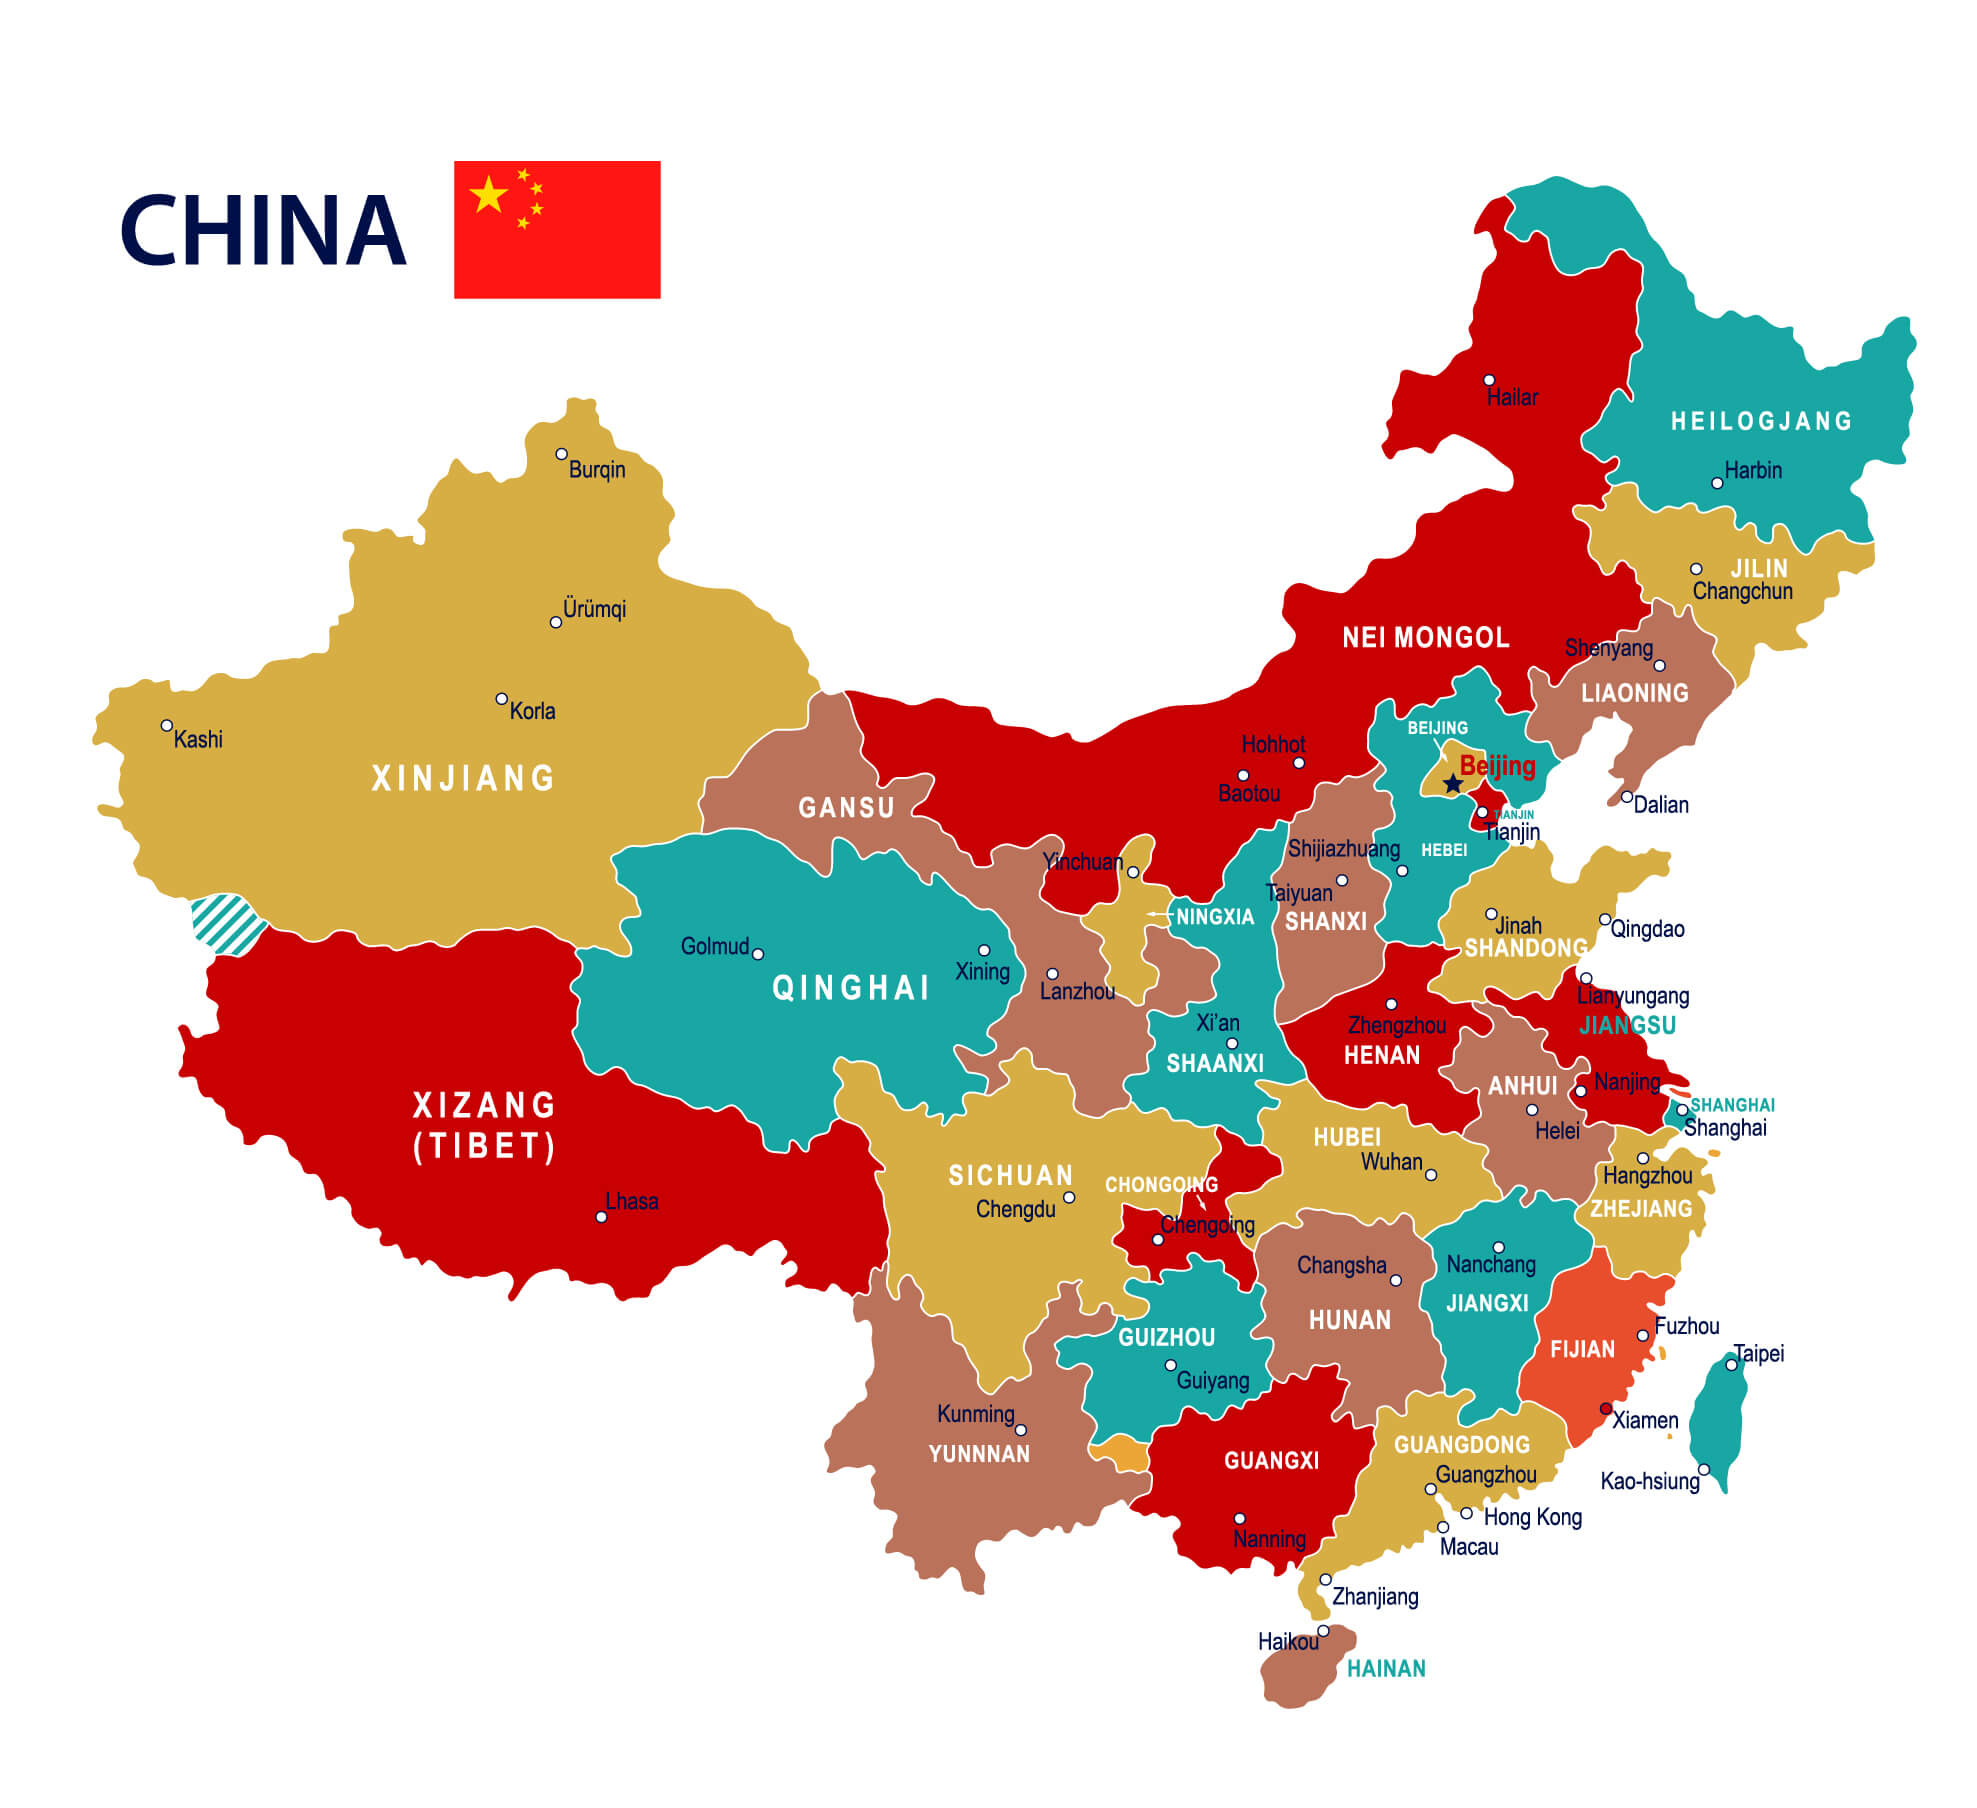 CHINA
HEILOGJANG
Hailar
Harbin
Burqin
JILIN
Changchun
Ürümqi
NEI MONGOL
Shenyang
LIAONING
Korla
Kashi
BEIJING
Hohhot
Beijing
XINJIANG
Baotou
GANSU
Dalian
TIANJIN
Tianjin
Shijiazhuang
HEBEI
Yinchuan
Taiyuan
NINGXIA
SHANXI
Jinah
Qingdao
Golmud
SHANDONG
Xining
QINGHAI
Lanzhou
Lianyungang
Xi’an
Zhengzhou
JIANGSU
HENAN
SHAANXI
Nanjing
ANHUI
XIZANG
(TIBET)
SHANGHAI
Shanghai
Helei
HUBEI
Wuhan
SICHUAN
Hangzhou
CHONGOING
Lhasa
Chengdu
ZHEJIANG
Chengoing
Changsha
Nanchang
JIANGXI
HUNAN
Fuzhou
GUIZHOU
FIJIAN
Taipei
Guiyang
Kunming
Xiamen
YUNNNAN
GUANGDONG
GUANGXI
Guangzhou
Kao-hsiung
Hong Kong
Nanning
Macau
Zhanjiang
Haikou
HAINAN